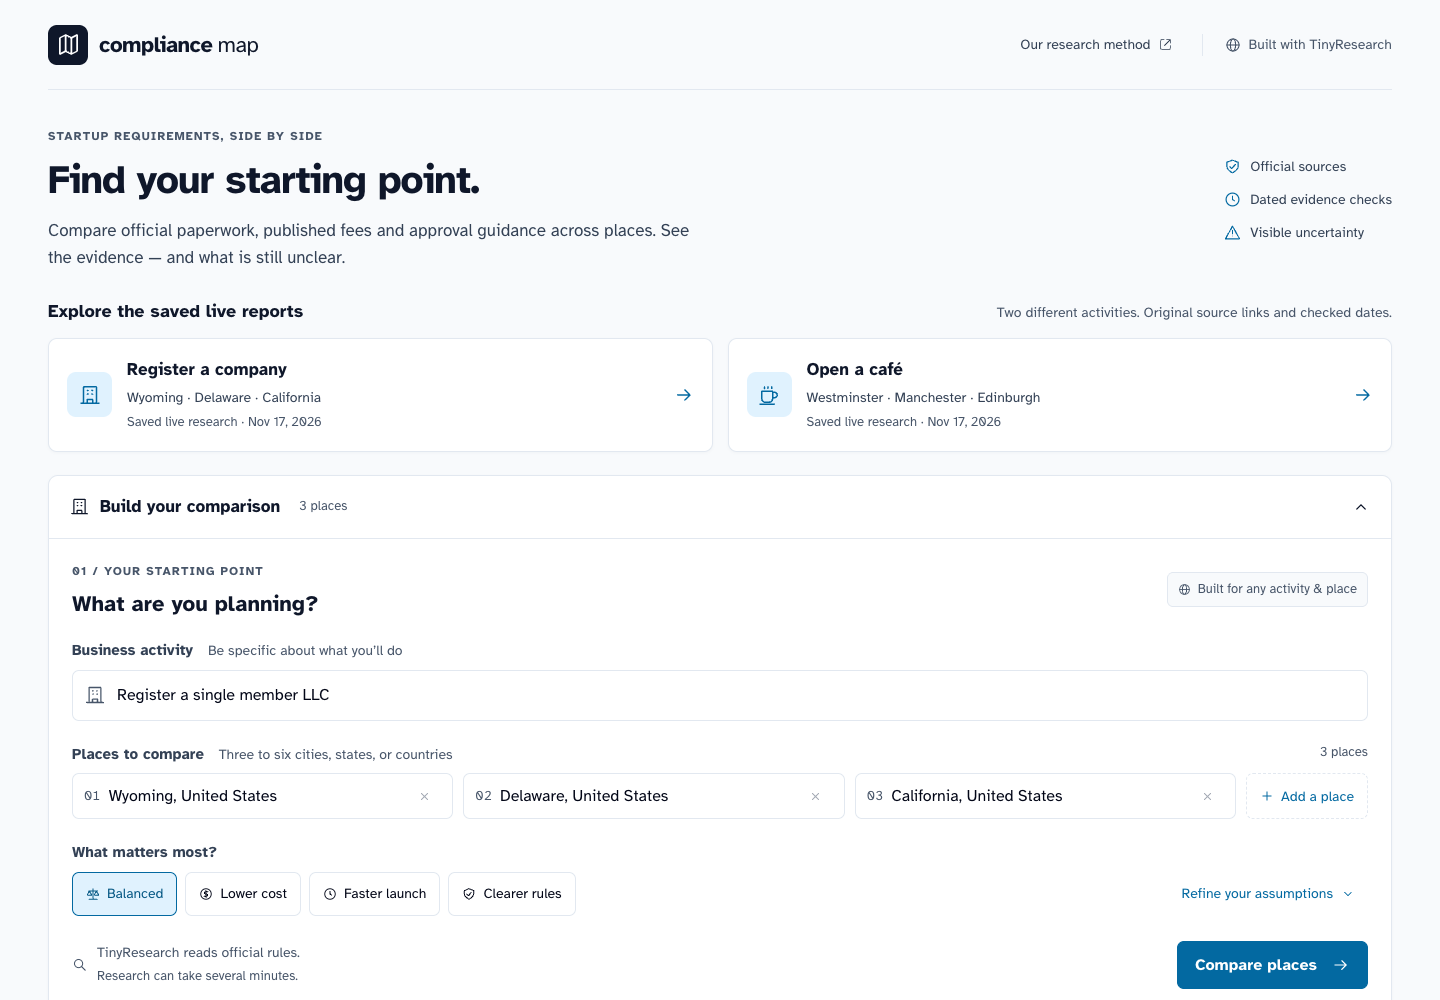 compliance map
Our research method
Built with TinyResearch
STARTUP REQUIREMENTS, SIDE BY SIDE
Find your starting point.
Compare official paperwork, published fees and approval guidance across places. See
the evidence — and what is still unclear.
Official sources
Dated evidence checks
Visible uncertainty
Explore the saved live reports
Two different activities. Original source links and checked dates.
Register a company
Wyoming · Delaware · California
Saved live research · Nov 17, 2026
Open a café
Westminster · Manchester · Edinburgh
Saved live research · Nov 17, 2026
Build your comparison 3 places
01 / YOUR STARTING POINT
What are you planning?
Built for any activity & place
Business activity Be specific about what you’ll do
Register a single member LLC
Places to compare Three to six cities, states, or countries
3 places
01 Wyoming, United States ×
02 Delaware, United States ×
03 California, United States ×
+ Add a place
What matters most?
Balanced
Lower cost
Faster launch
Clearer rules
Refine your assumptions
TinyResearch reads official rules.
Research can take several minutes.
Compare places →